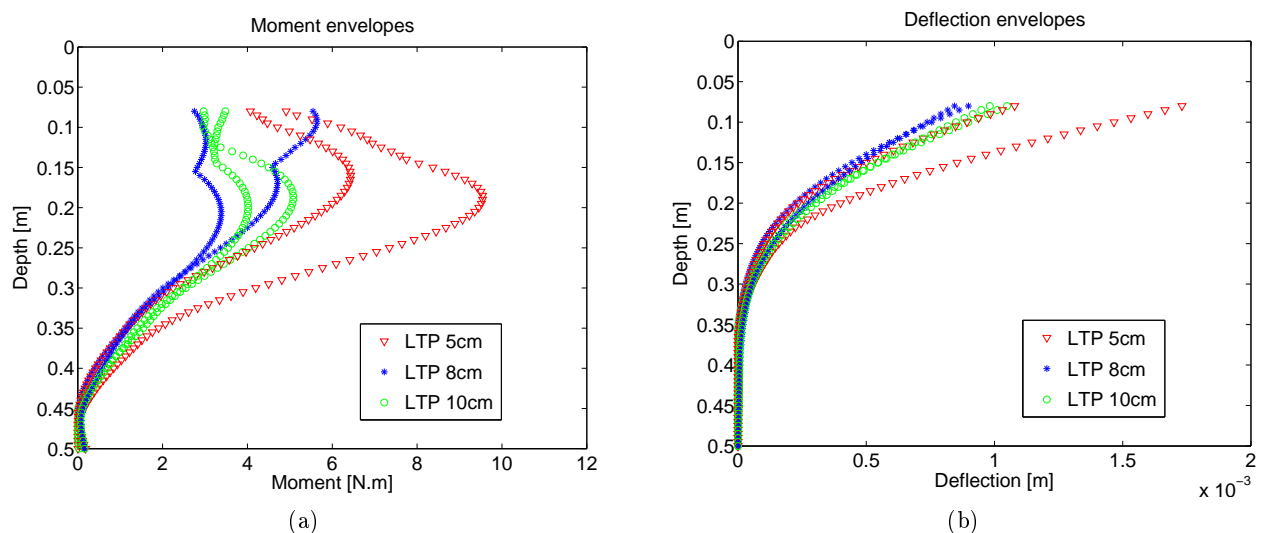 Moment envelopes
0
0.05
0.1
0.15
0.2
0.25
0.3
0.35
0.4
0.45
0.5
Depth [m]
LTP 5cm
LTP 8cm
LTP 10cm
0 2 4 6 8 10 12
Moment [N.m]
(a)
Deflection envelopes
0
0.05
0.1
0.15
0.2
0.25
0.3
0.35
0.4
0.45
0.5
Depth [m]
LTP 5cm
LTP 8cm
LTP 10cm
0 0.5 1 1.5 2
Deflection [m]
x 10⁻³
(b)